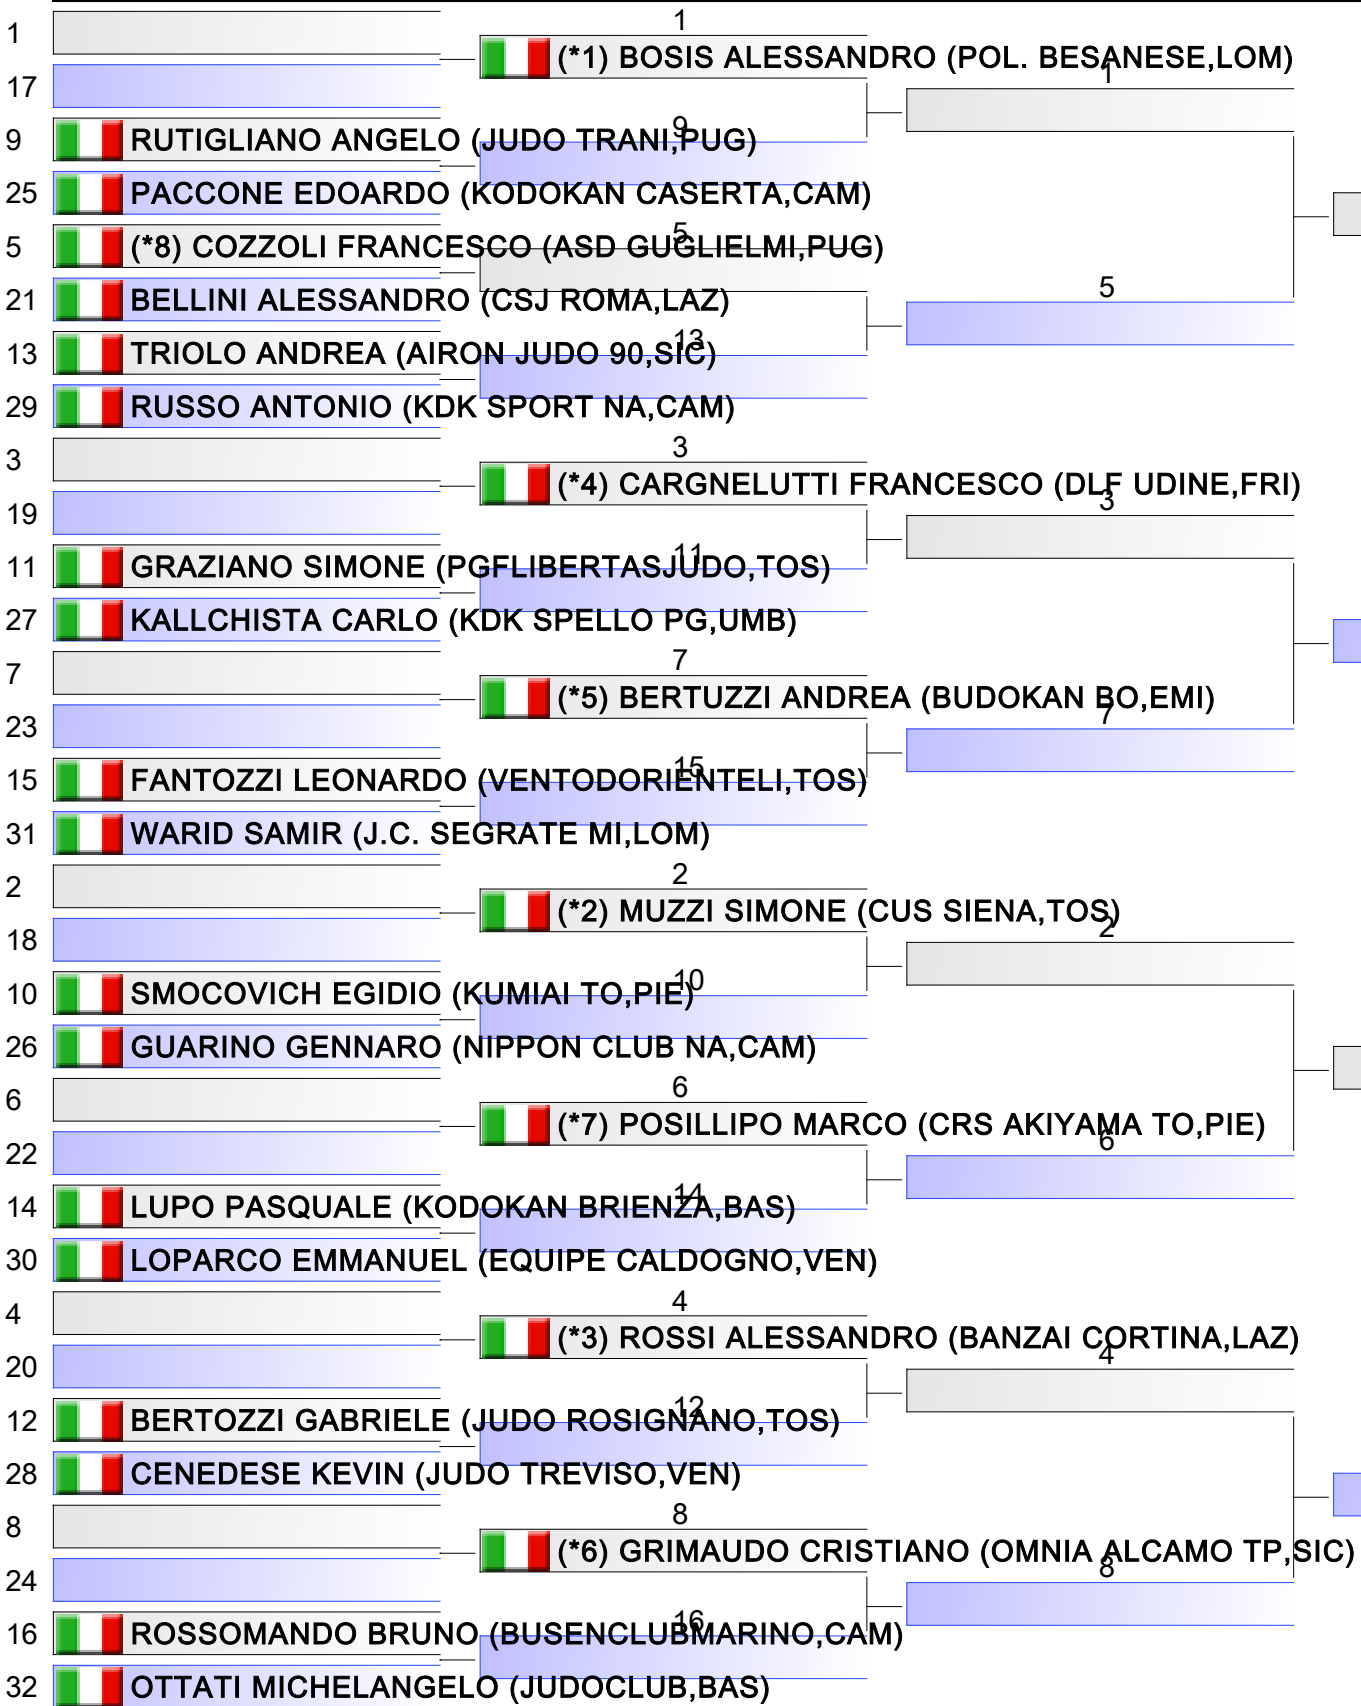 1
1
(*1) BOSIS ALESSANDRO (POL. BESANESE,LOM)
17
1
9
9 RUTIGLIANO ANGELO (JUDO TRANI,PUG)
25 PACCONE EDOARDO (KODOKAN CASERTA,CAM)
5
5 (*8) COZZOLI FRANCESCO (ASD GUGLIELMI,PUG)
5
21 BELLINI ALESSANDRO (CSJ ROMA,LAZ)
13
13 TRIOLO ANDREA (AIRON JUDO 90,SIC)
29 RUSSO ANTONIO (KDK SPORT NA,CAM)
3
3
(*4) CARGNELUTTI FRANCESCO (DLF UDINE,FRI)
3
19
11
11 GRAZIANO SIMONE (PGFLIBERTASJUDO,TOS)
27 KALLCHISTA CARLO (KDK SPELLO PG,UMB)
7
7
(*5) BERTUZZI ANDREA (BUDOKAN BO,EMI)
7
23
15
15 FANTOZZI LEONARDO (VENTODORIENTELI,TOS)
31 WARID SAMIR (J.C. SEGRATE MI,LOM)
2
2
(*2) MUZZI SIMONE (CUS SIENA,TOS)
2
18
10
10 SMOCOVICH EGIDIO (KUMIAI TO,PIE)
26 GUARINO GENNARO (NIPPON CLUB NA,CAM)
6
6
(*7) POSILLIPO MARCO (CRS AKIYAMA TO,PIE)
6
22
14
14 LUPO PASQUALE (KODOKAN BRIENZA,BAS)
30 LOPARCO EMMANUEL (EQUIPE CALDOGNO,VEN)
4
4
(*3) ROSSI ALESSANDRO (BANZAI CORTINA,LAZ)
4
20
12
12 BERTOZZI GABRIELE (JUDO ROSIGNANO,TOS)
28 CENEDESE KEVIN (JUDO TREVISO,VEN)
8
8
(*6) GRIMAUDO CRISTIANO (OMNIA ALCAMO TP,SIC)
8
24
16
16 ROSSOMANDO BRUNO (BUSENCLUBMARINO,CAM)
32 OTTATI MICHELANGELO (JUDOCLUB,BAS)